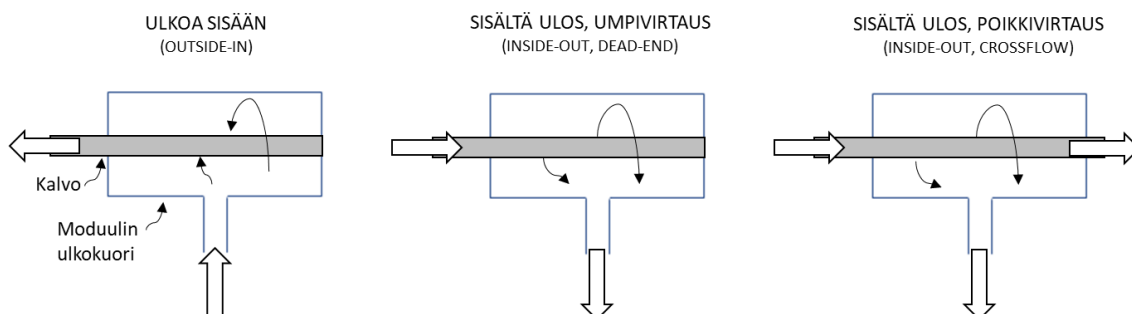 ULKOA SISÄÄN
(OUTSIDE-IN)
Kalvo
Moduulin
ulkokuori
SISÄLTÄ ULOS, UMPIVIRTAUS
(INSIDE-OUT, DEAD-END)
SISÄLTÄ ULOS, POIKKIVIRTAUS
(INSIDE-OUT, CROSSFLOW)